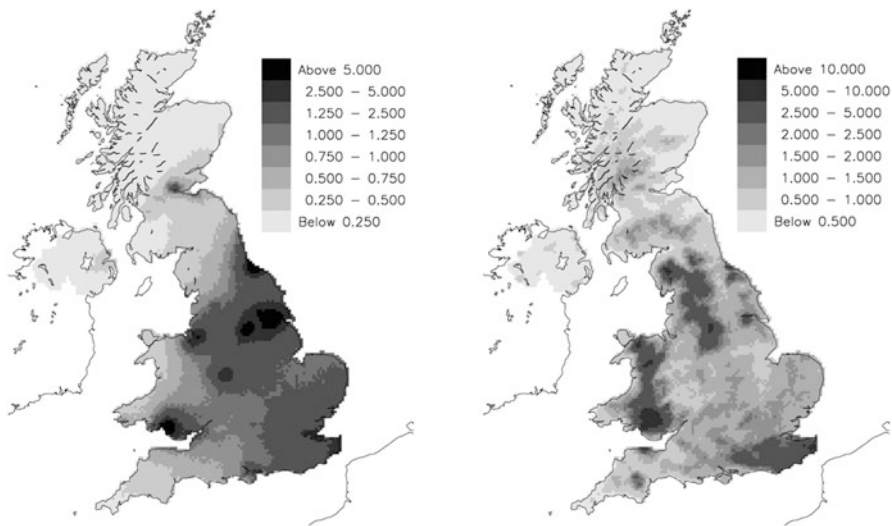 Above 5.000
2.500 – 5.000
1.250 – 2.500
1.000 – 1.250
0.750 – 1.000
0.500 – 0.750
0.250 – 0.500
Below 0.250
Above 10.000
5.000 – 10.000
2.500 – 5.000
2.000 – 2.500
1.500 – 2.000
1.000 – 1.500
0.500 – 1.000
Below 0.500